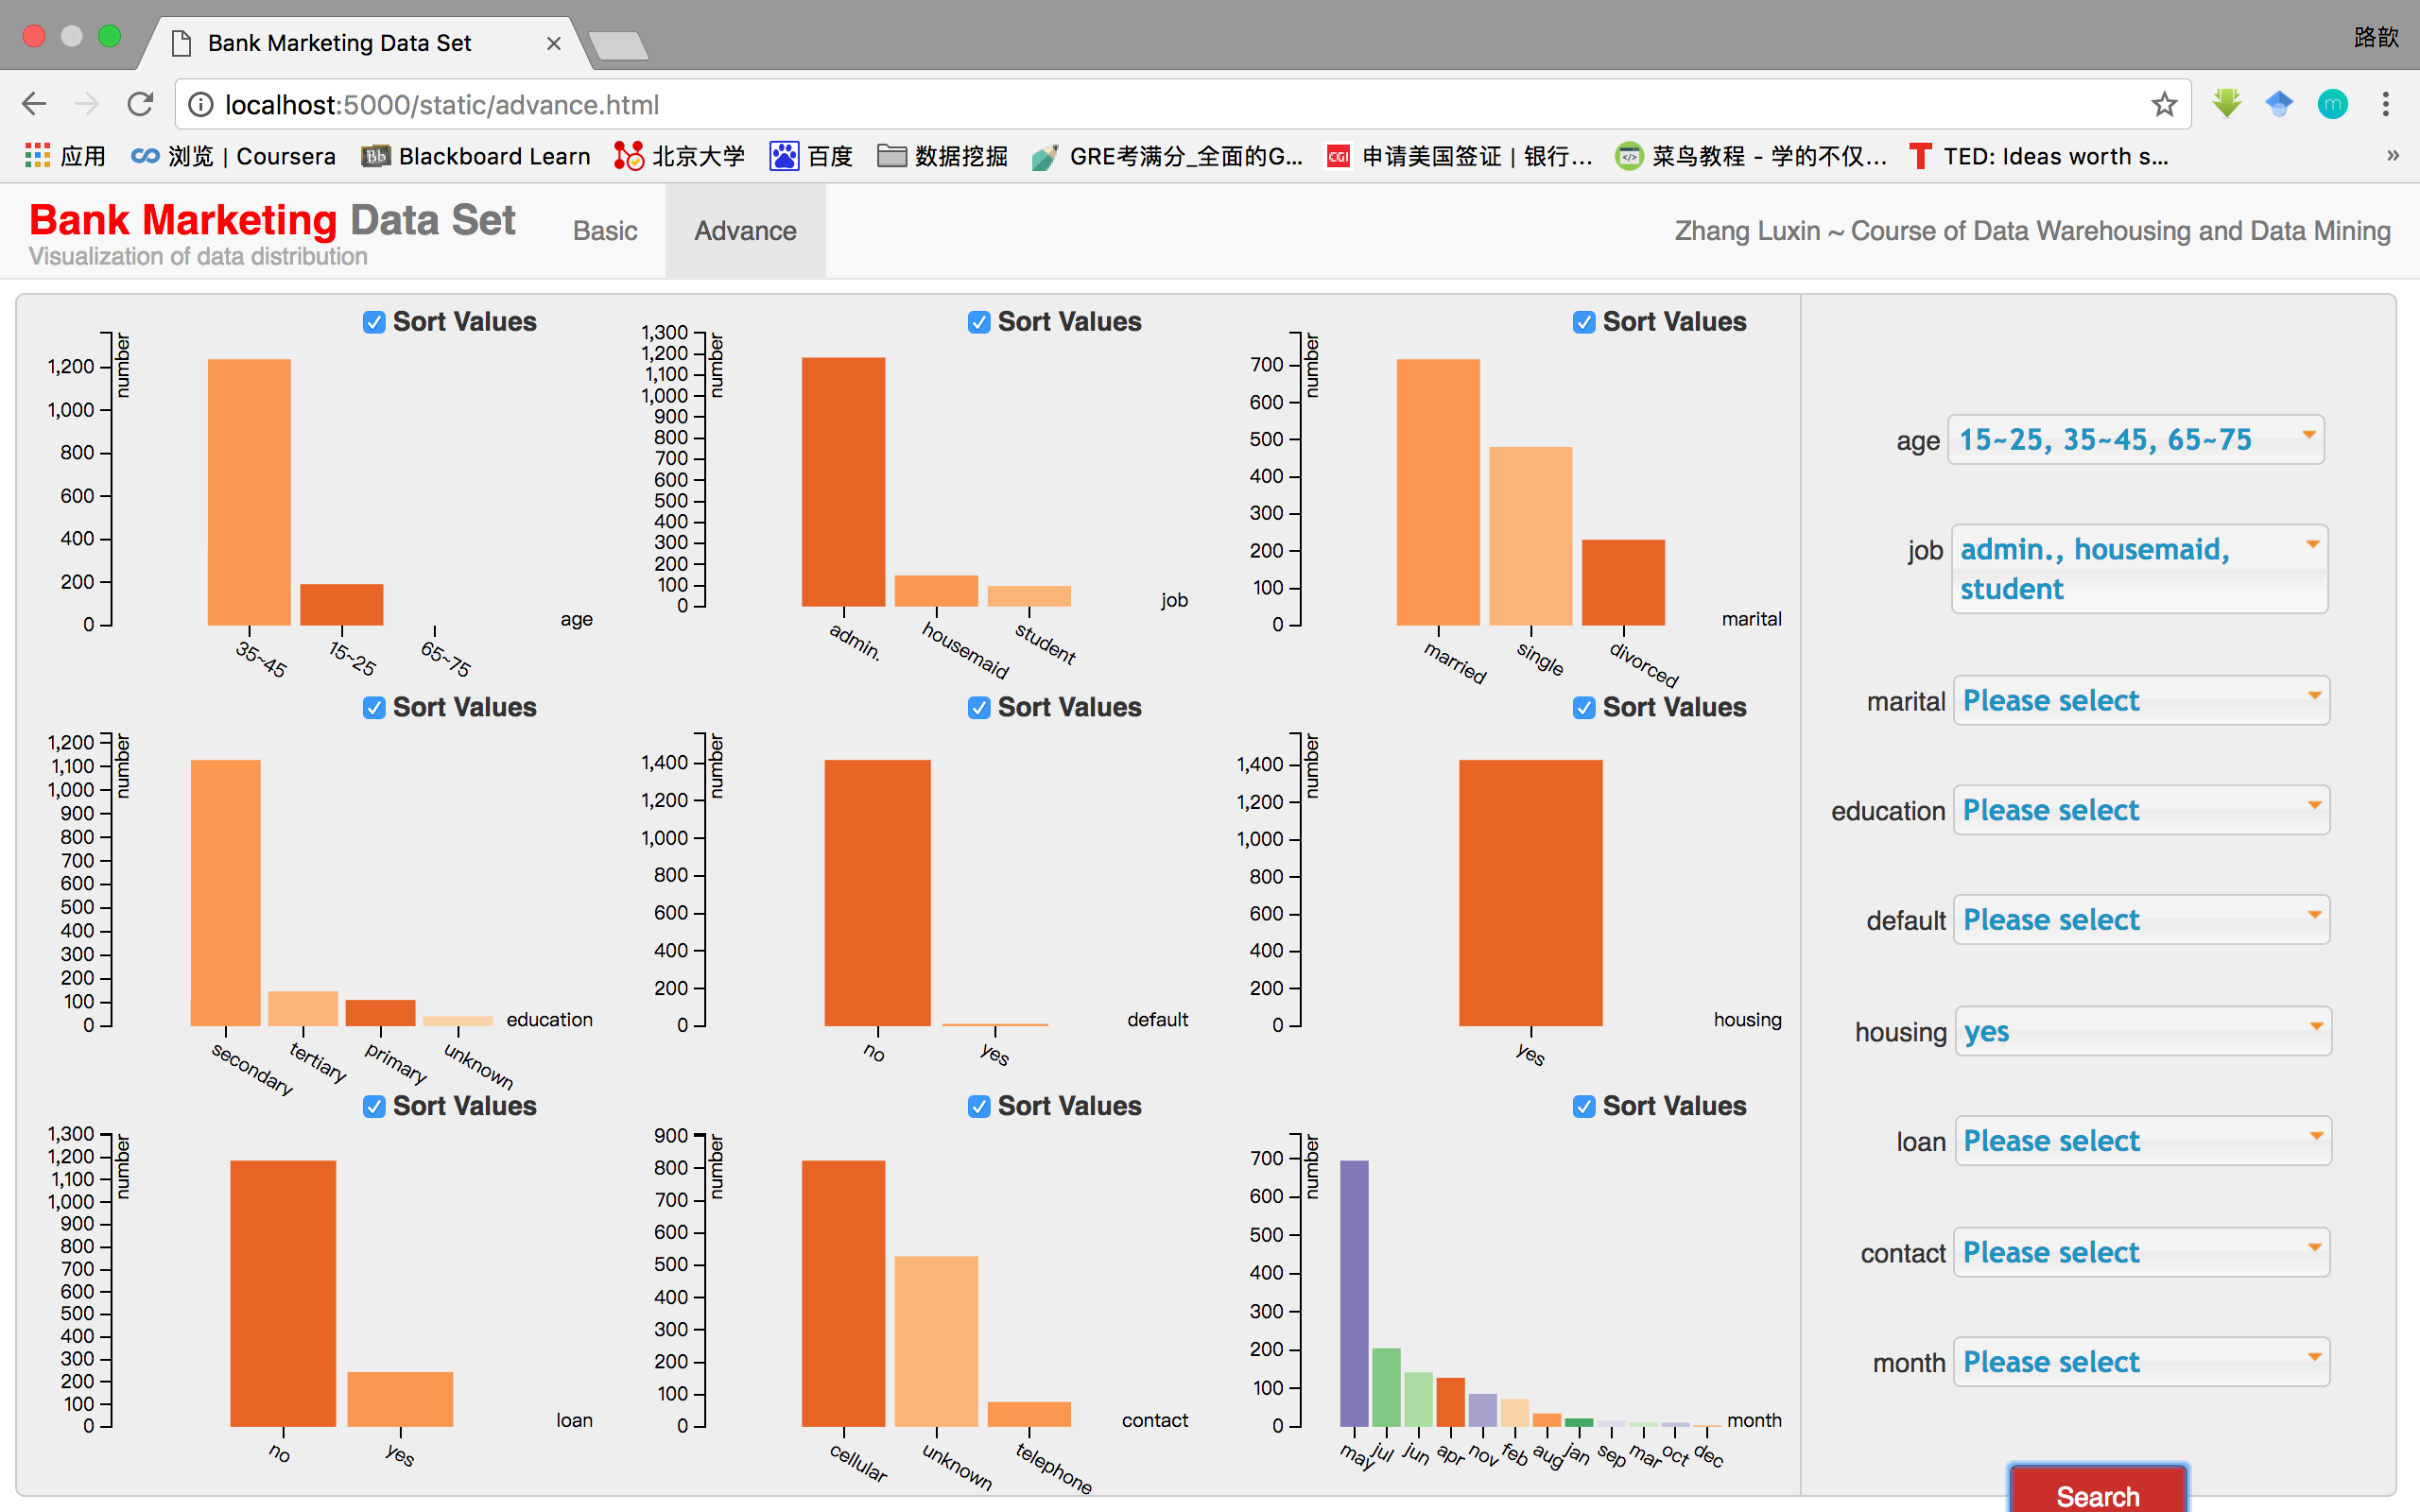 Bank Marketing Data Set
路歆
localhost:5000/static/advance.html
应用 浏览 | Coursera Blackboard Learn 北京大学 百度 数据挖掘 GRE考满分_全面的G... 申请美国签证 | 银行... 菜鸟教程 - 学的不仅... TED: Ideas worth s... »
Bank Marketing Data Set Basic Advance Zhang Luxin ~ Course of Data Warehousing and Data Mining
Visualization of data distribution
Sort Values
number
1,200
1,000
800
600
400
200
0
35~45 15~25 65~75
age
Sort Values
number
1,300
1,200
1,100
1,000
900
800
700
600
500
400
300
200
100
0
admin. housemaid student
job
Sort Values
number
700
600
500
400
300
200
100
0
married single divorced
marital
Sort Values
number
1,200
1,100
1,000
900
800
700
600
500
400
300
200
100
0
secondary tertiary primary unknown
education
Sort Values
number
1,400
1,200
1,000
800
600
400
200
0
no yes
default
Sort Values
number
1,400
1,200
1,000
800
600
400
200
0
yes
housing
Sort Values
number
1,300
1,200
1,100
1,000
900
800
700
600
500
400
300
200
100
0
no yes
loan
Sort Values
number
900
800
700
600
500
400
300
200
100
0
cellular unknown telephone
contact
Sort Values
number
700
600
500
400
300
200
100
0
may jul jun apr nov feb aug jan sep mar oct dec
month
age 15~25, 35~45, 65~75
job admin., housemaid,
student
marital Please select
education Please select
default Please select
housing yes
loan Please select
contact Please select
month Please select
Search